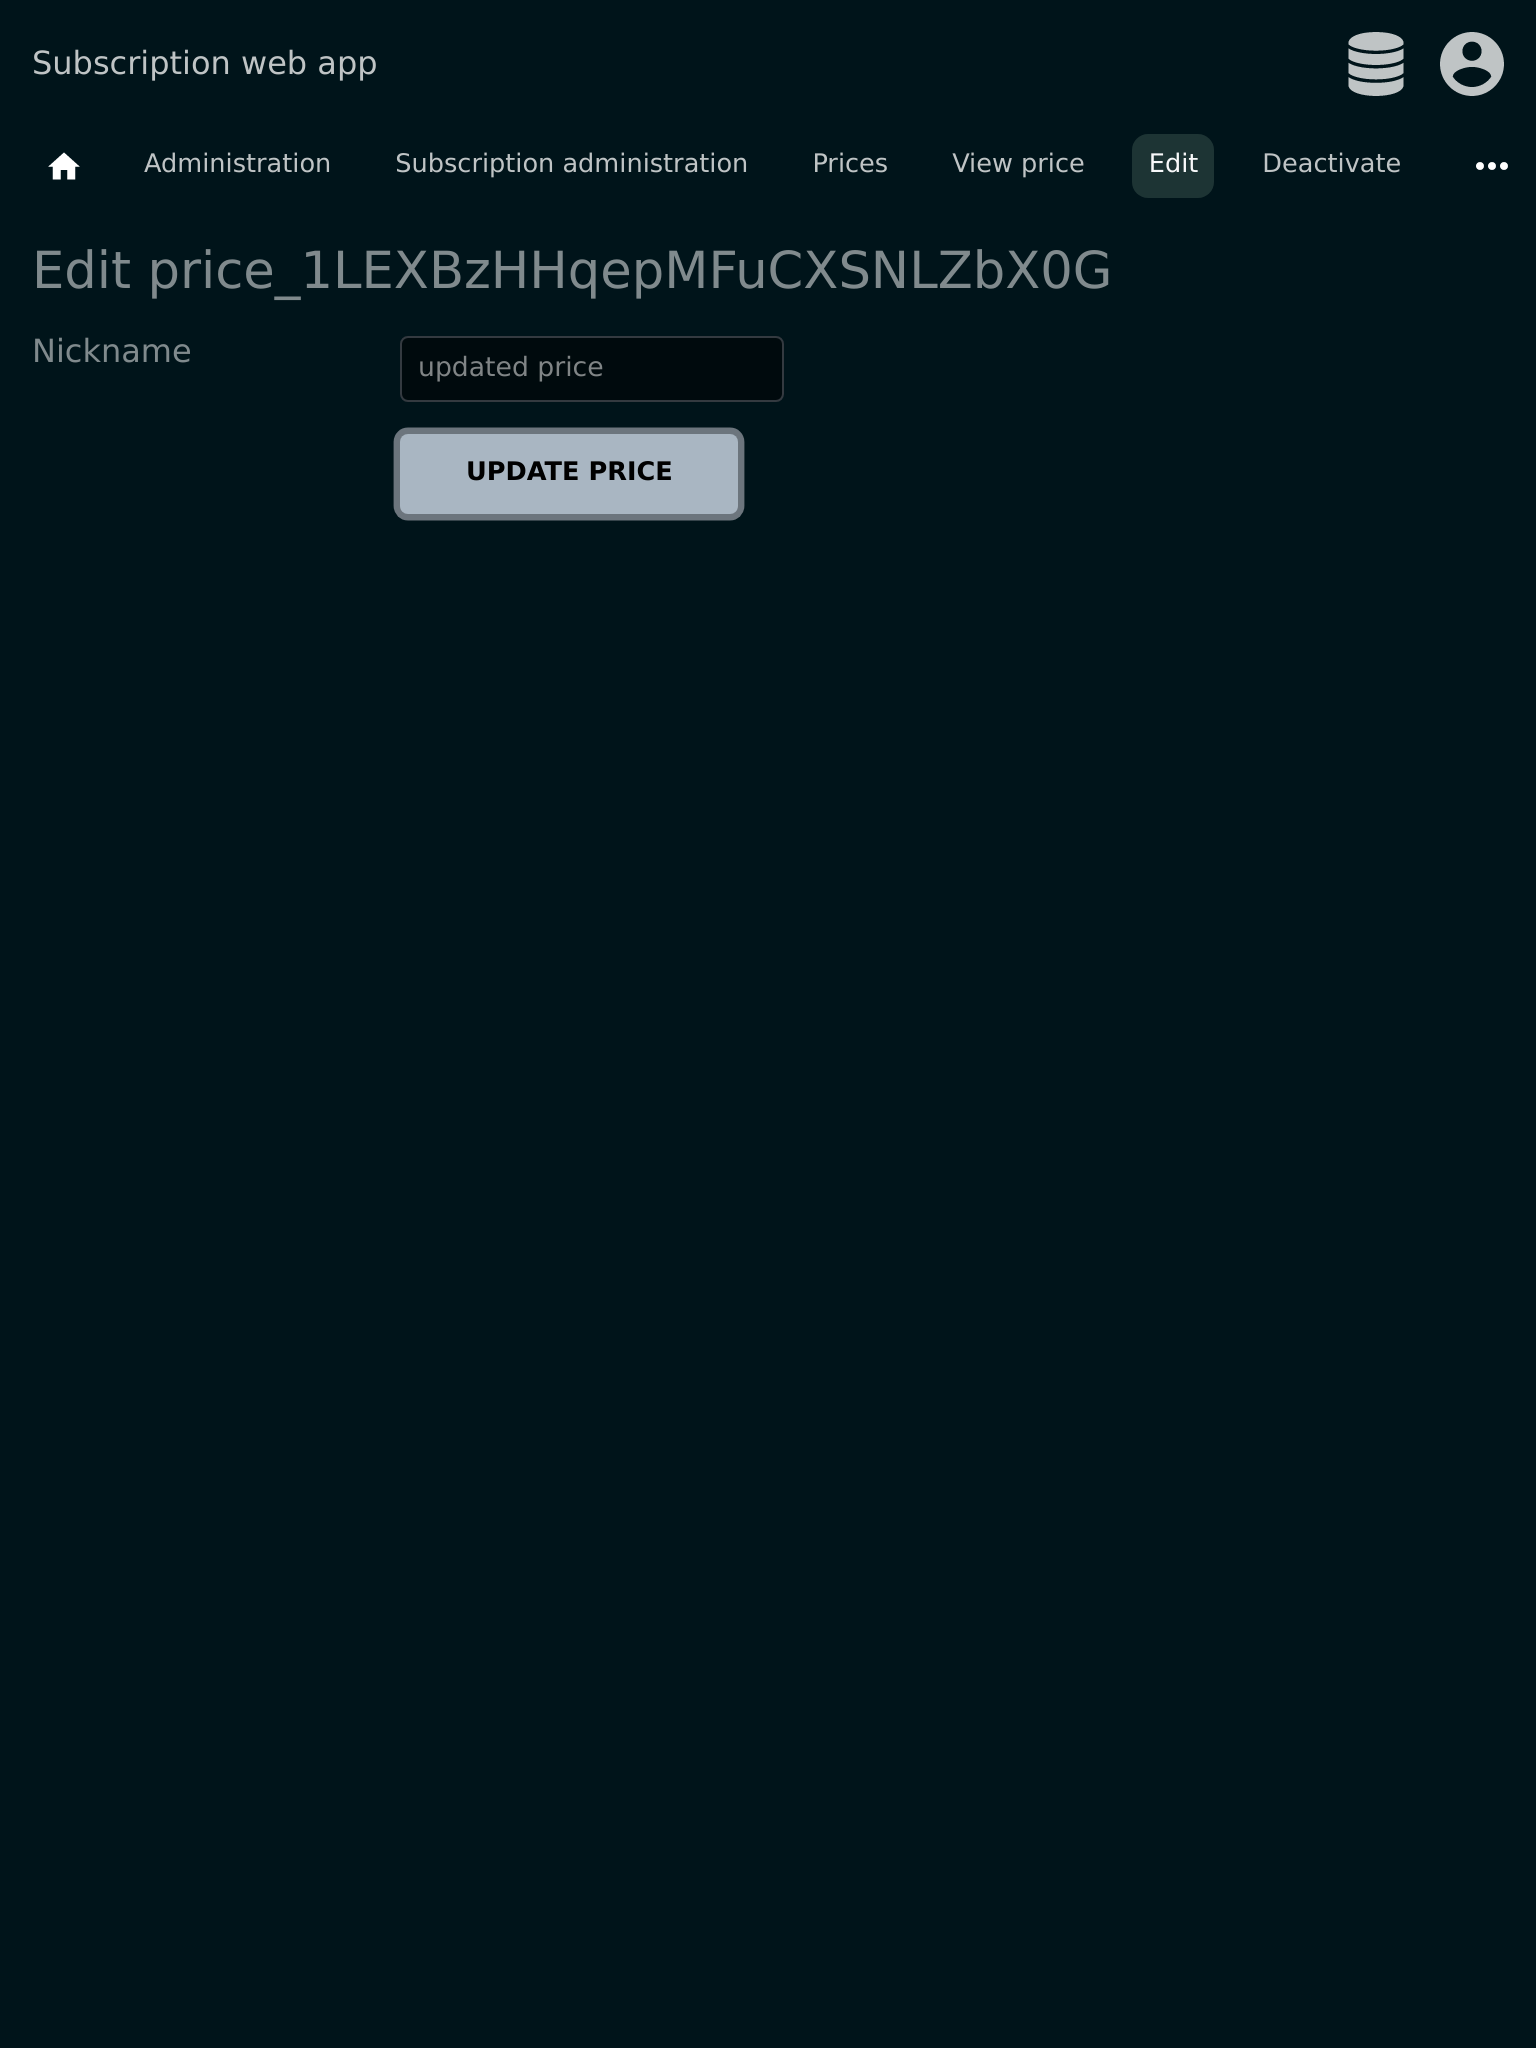 Subscription web app
Administration Subscription administration Prices View price Edit Deactivate
Edit price_1LEXBzHHqepMFuCXSNLZbX0G
Nickname updated price
UPDATE PRICE